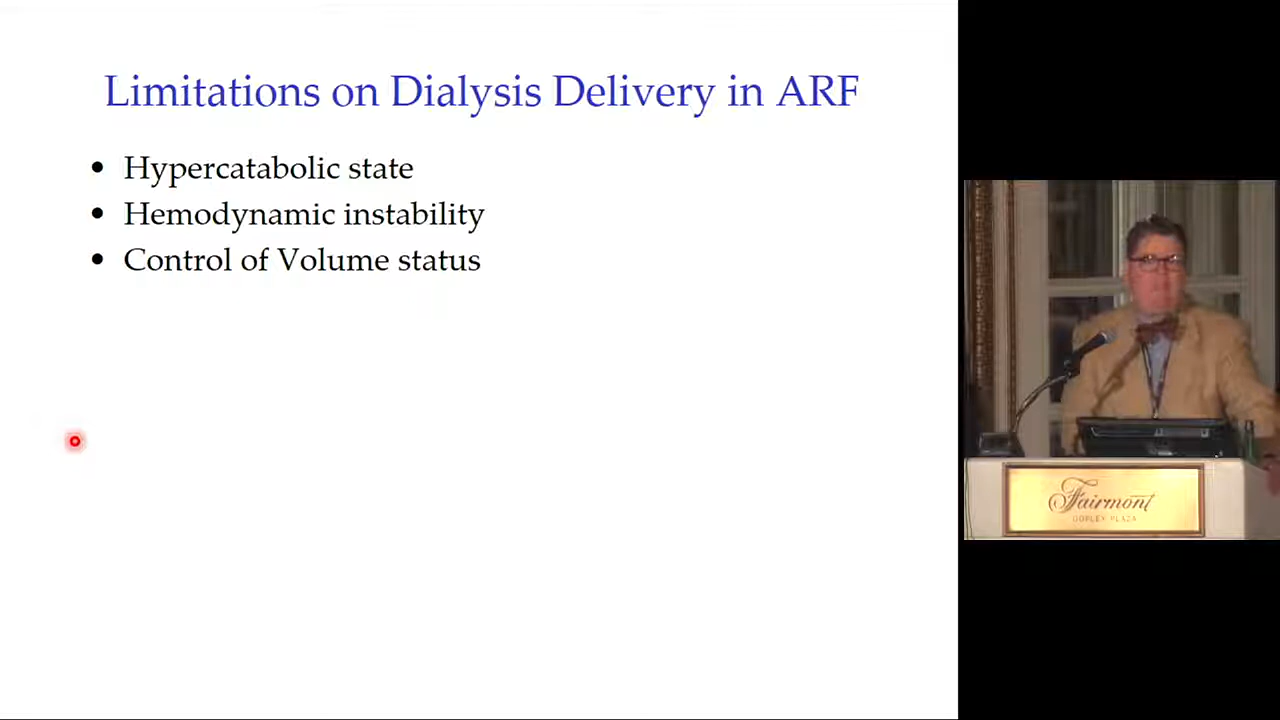 Limitations on Dialysis Delivery in ARF
• Hypercatabolic state
• Hemodynamic instability
• Control of Volume status
Fairmont
COPLEY PLAZA